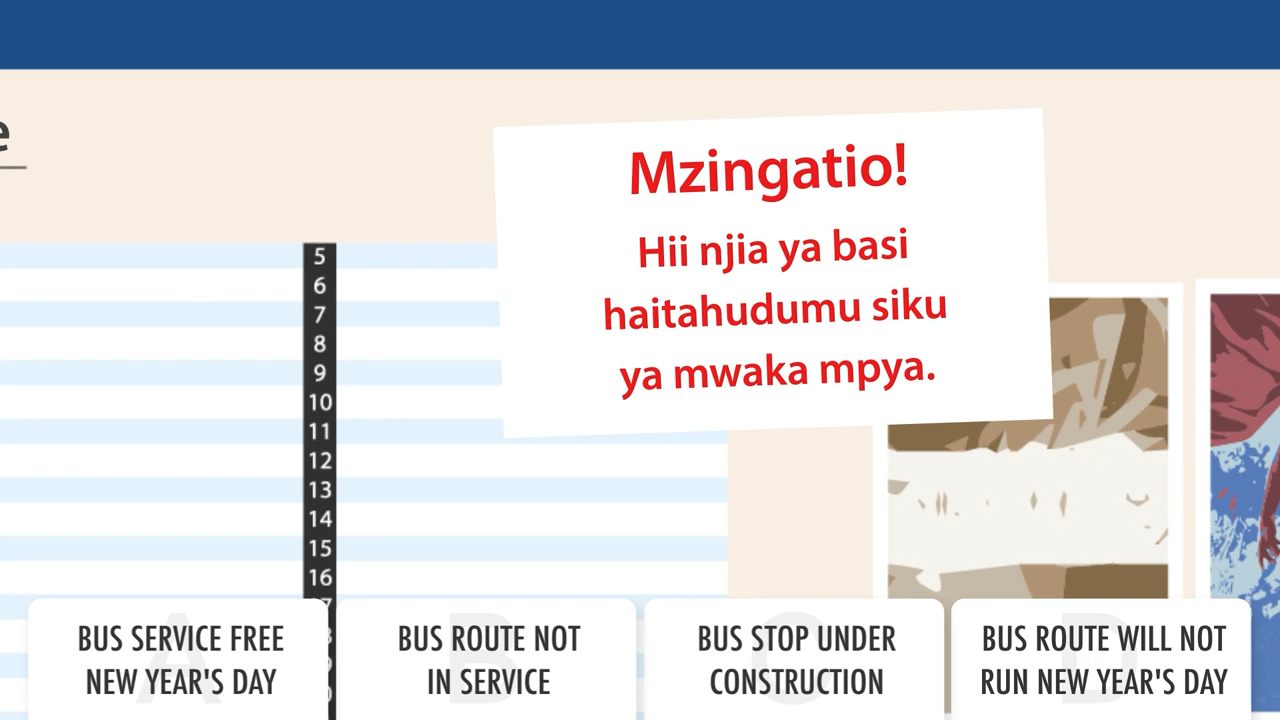 e
Mzingatio!
Hii njia ya basi
haitahudumu siku
ya mwaka mpya.
5
6
7
8
9
10
11
12
13
14
15
16
A
BUS SERVICE FREE
NEW YEAR'S DAY
B
BUS ROUTE NOT
IN SERVICE
C
BUS STOP UNDER
CONSTRUCTION
D
BUS ROUTE WILL NOT
RUN NEW YEAR'S DAY